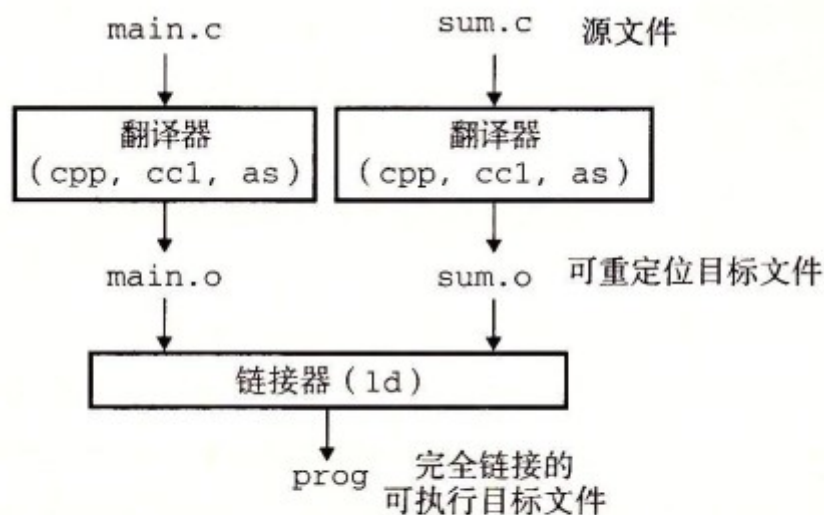 main.c sum.c 源文件
翻译器 翻译器
(cpp, cc1, as) (cpp, cc1, as)
main.o sum.o 可重定位目标文件
链接器(ld)
prog 完全链接的
可执行目标文件